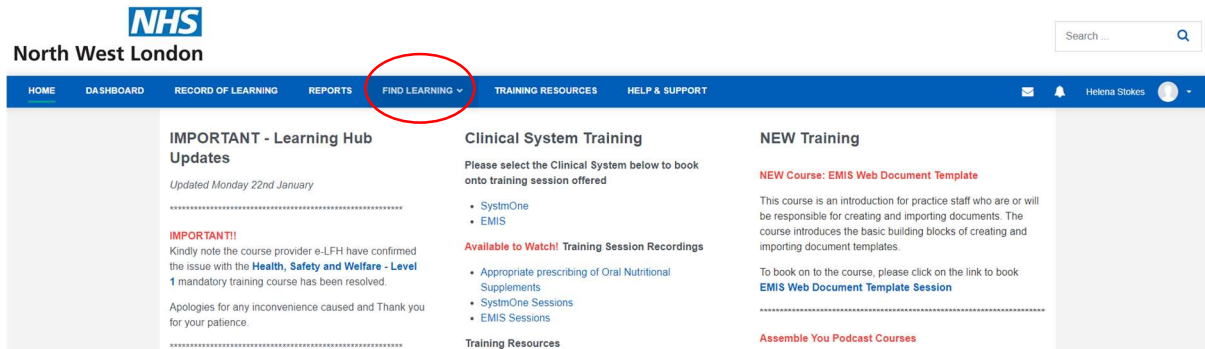 NHS
North West London
Search ...
HOME DASHBOARD RECORD OF LEARNING REPORTS FIND LEARNING TRAINING RESOURCES HELP & SUPPORT Helena Stokes
IMPORTANT - Learning Hub
Updates
Updated Monday 22nd January
**********************************************************
IMPORTANT!!
Kindly note the course provider e-LFH have confirmed
the issue with the Health, Safety and Welfare - Level
1 mandatory training course has been resolved.
Apologies for any inconvenience caused and Thank you
for your patience.
**********************************************************
Clinical System Training
Please select the Clinical System below to book
onto training session offered
• SystmOne
• EMIS
Available to Watch! Training Session Recordings
• Appropriate prescribing of Oral Nutritional
Supplements
• SystmOne Sessions
• EMIS Sessions
Training Resources
NEW Training
NEW Course: EMIS Web Document Template
This course is an introduction for practice staff who are or will
be responsible for creating and importing documents. The
course introduces the basic building blocks of creating and
importing document templates.
To book on to the course, please click on the link to book
EMIS Web Document Template Session
***********************************************************************
Assemble You Podcast Courses